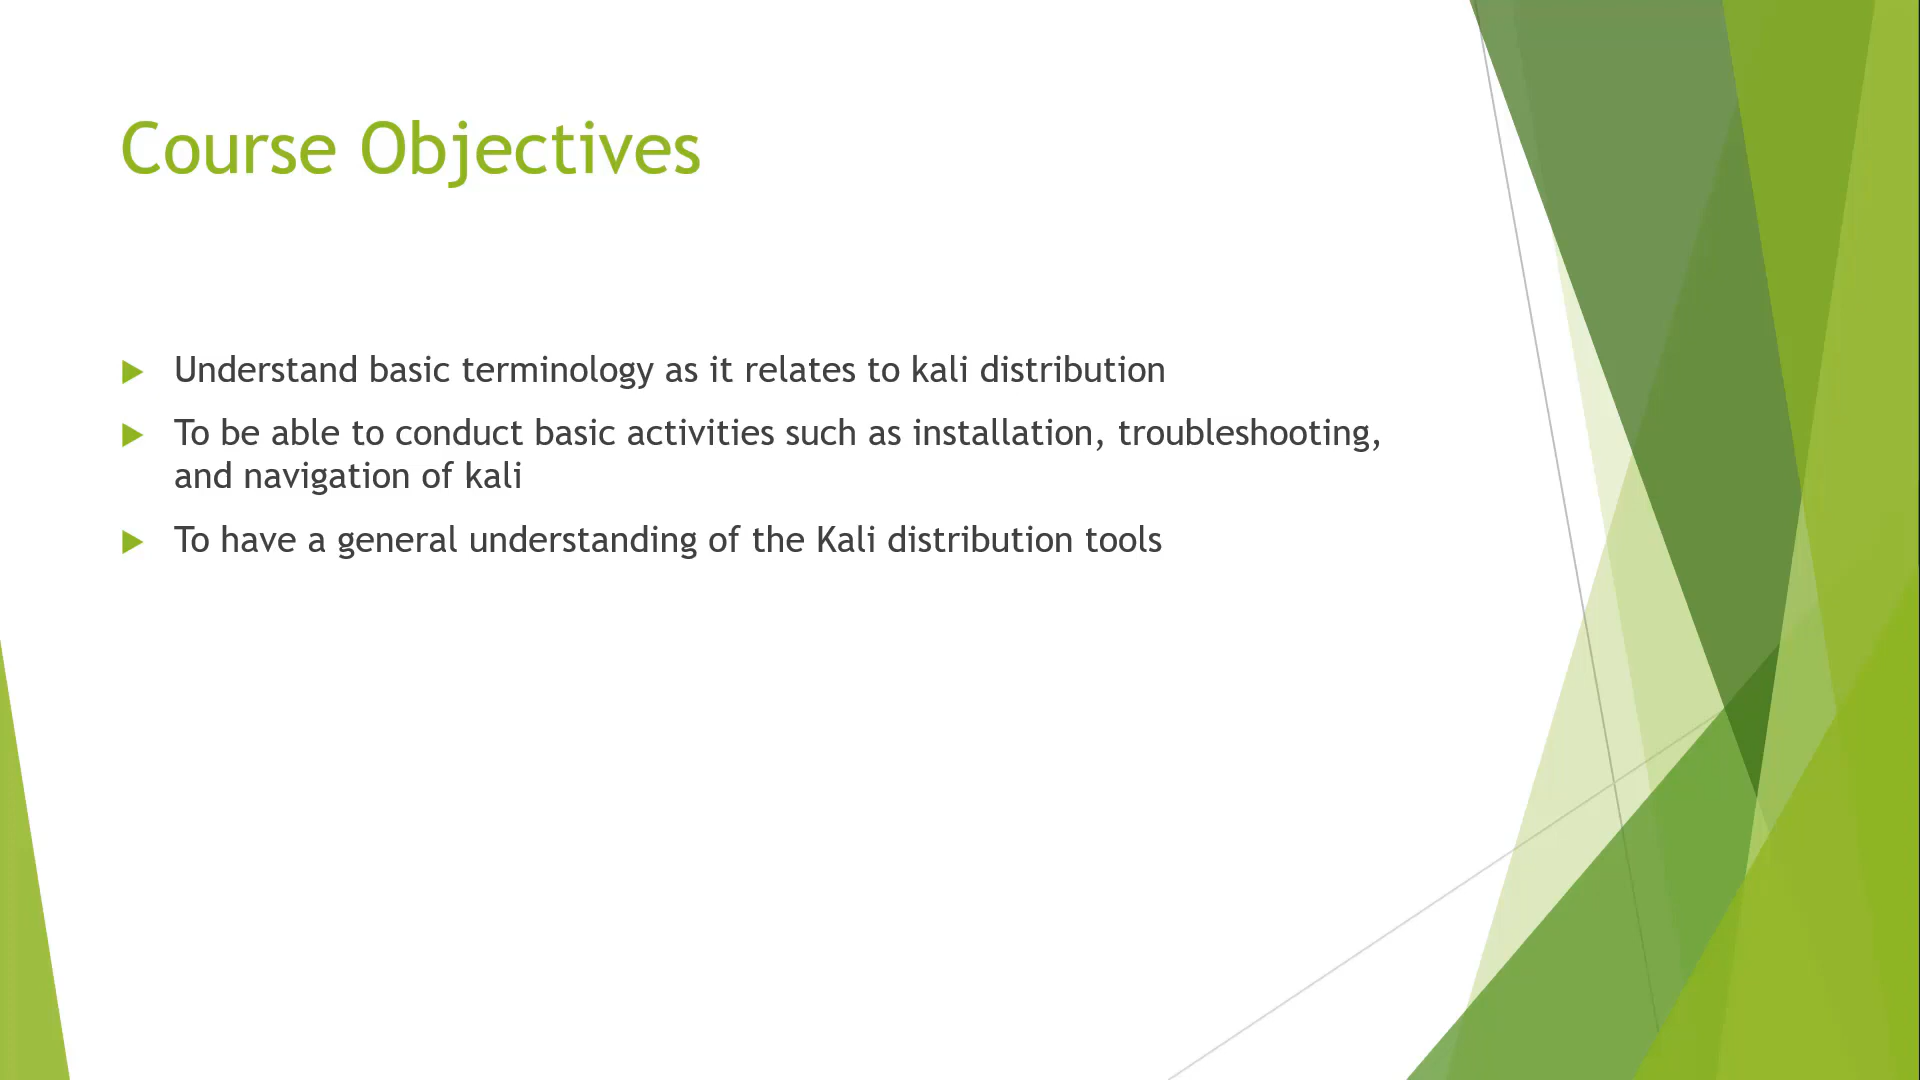 Course Objectives
Understand basic terminology as it relates to kali distribution
To be able to conduct basic activities such as installation, troubleshooting,
and navigation of kali
To have a general understanding of the Kali distribution tools